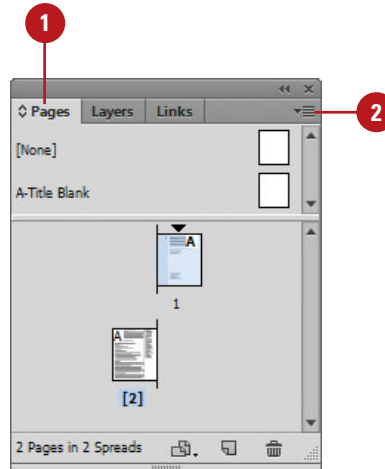 1
Pages Layers Links
2
[None]
A-Title Blank
A
1
A
[2]
2 Pages in 2 Spreads